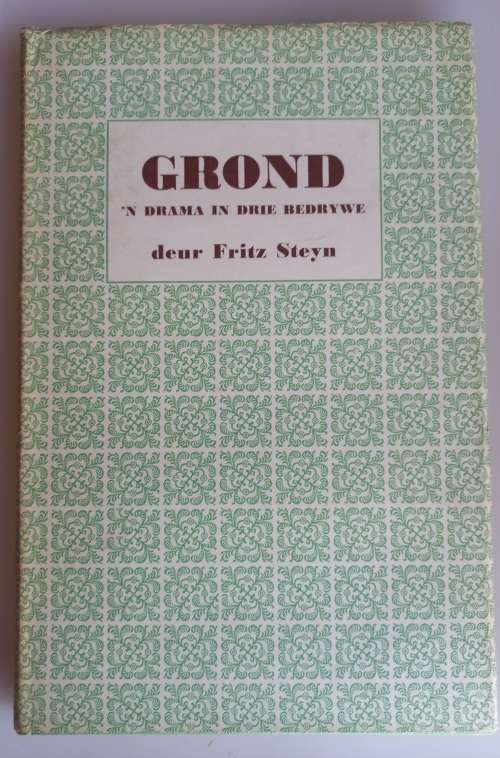 GROND
'N DRAMA IN DRIE BEDRYWE
deur Fritz Steyn